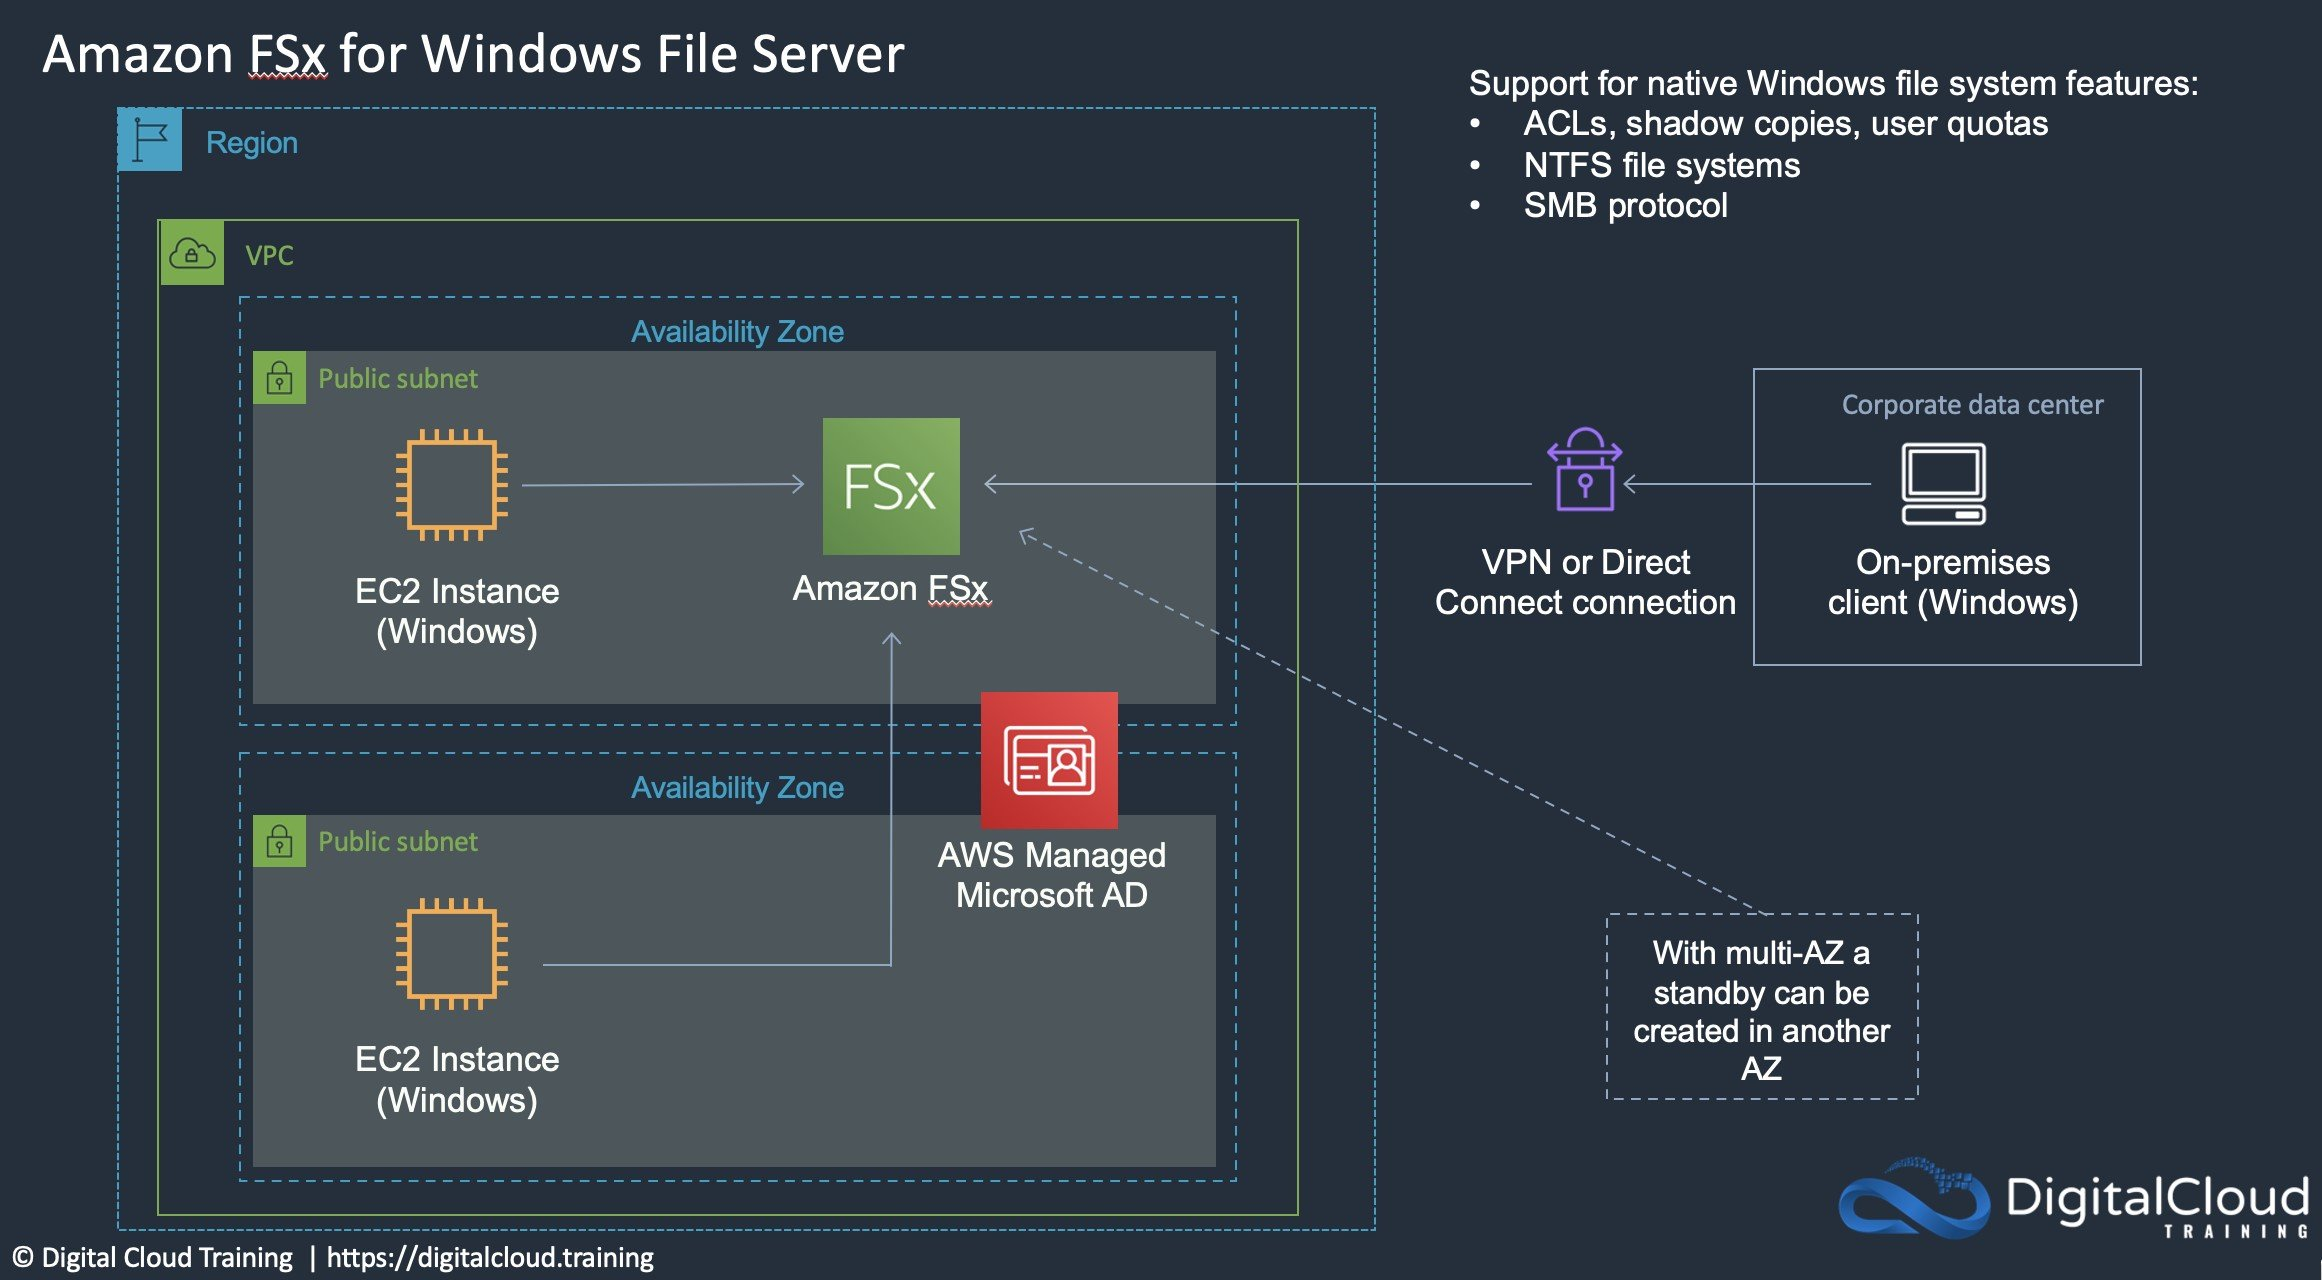 Amazon FSx for Windows File Server
Support for native Windows file system features:
• ACLs, shadow copies, user quotas
• NTFS file systems
• SMB protocol
Region
VPC
Availability Zone
Public subnet
EC2 Instance
(Windows)
FSx
Amazon FSx
VPN or Direct
Connect connection
Corporate data center
On-premises
client (Windows)
Availability Zone
Public subnet
AWS Managed
Microsoft AD
EC2 Instance
(Windows)
With multi-AZ a
standby can be
created in another
AZ
DigitalCloud
TRAINING
© Digital Cloud Training | https://digitalcloud.training